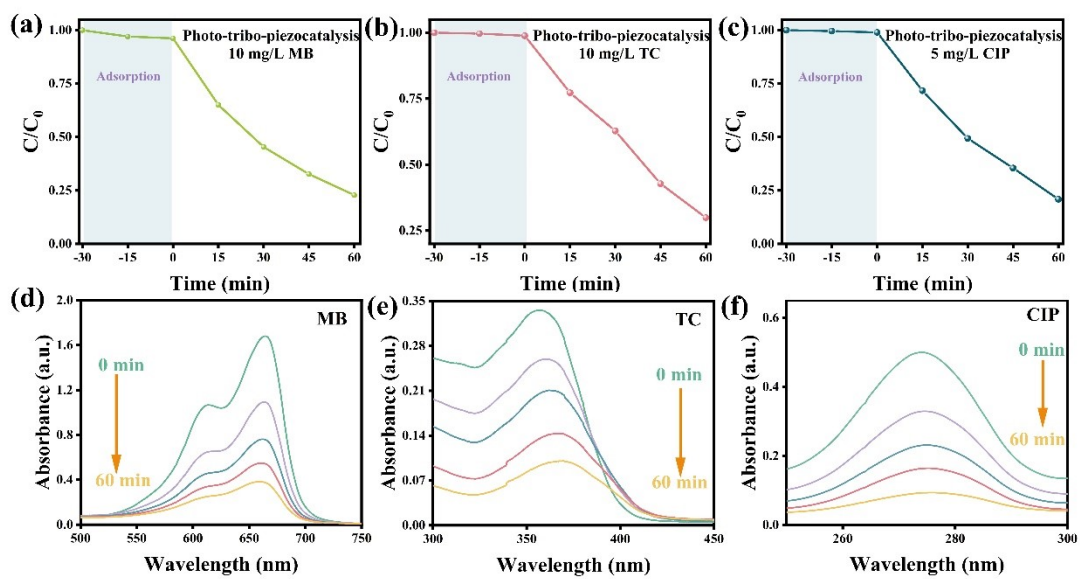 (a)
Photo-tribo-piezocatalysis
10 mg/L MB
Adsorption
C/C0
1.00
0.75
0.50
0.25
0.00
-30 -15 0 15 30 45 60
Time (min)
(b)
Photo-tribo-piezocatalysis
10 mg/L TC
Adsorption
C/C0
1.00
0.75
0.50
0.25
-30 -15 0 15 30 45 60
Time (min)
(c)
Photo-tribo-piezocatalysis
5 mg/L CIP
Adsorption
C/C0
1.00
0.75
0.50
0.25
0.00
-30 -15 0 15 30 45 60
Time (min)
(d)
MB
0 min
60 min
Absorbance (a.u.)
2.0
1.6
1.2
0.8
0.4
0.0
500 550 600 650 700 750
Wavelength (nm)
(e)
TC
0 min
60 min
Absorbance (a.u.)
0.35
0.28
0.21
0.14
0.07
0.00
300 350 400 450
Wavelength (nm)
(f)
CIP
0 min
60 min
Absorbance (a.u.)
0.6
0.4
0.2
0.0
260 280 300
Wavelength (nm)